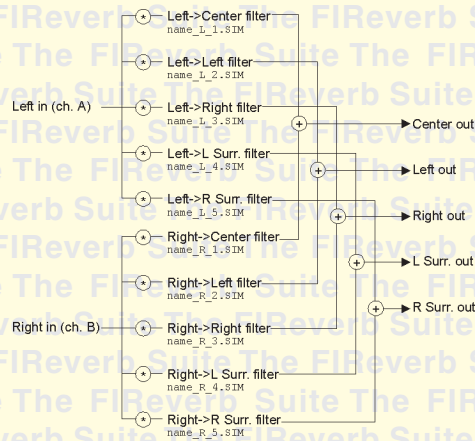 The FIReverb Suite The FIReverb Suite
Left->Center filter
name_L_1.SIM
Left->Left filter
name_L_2.SIM
Left in (ch. A)
Left->Right filter
name_L_3.SIM
Center out
Left->L Surr. filter
name_L_4.SIM
Left out
Left->R Surr. filter
name_L_5.SIM
Right out
Right->Center filter
name_R_1.SIM
L Surr. out
Right->Left filter
name_R_2.SIM
R Surr. out
Right in (ch. B)
Right->Right filter
name_R_3.SIM
Right->L Surr. filter
name_R_4.SIM
Right->R Surr. filter
name_R_5.SIM